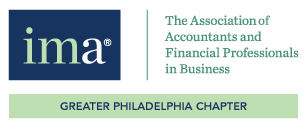 ima®
The Association of
Accountants and
Financial Professionals
in Business
GREATER PHILADELPHIA CHAPTER